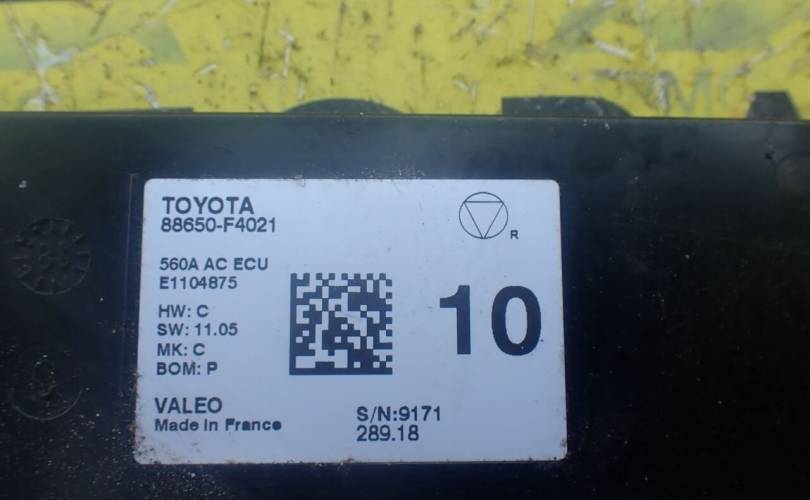 TOYOTA
88650-F4021
R
560A AC ECU
E1104875
HW: C
SW: 11.05
MK: C
BOM: P
10
VALEO
Made in France
S/N:9171
289.18